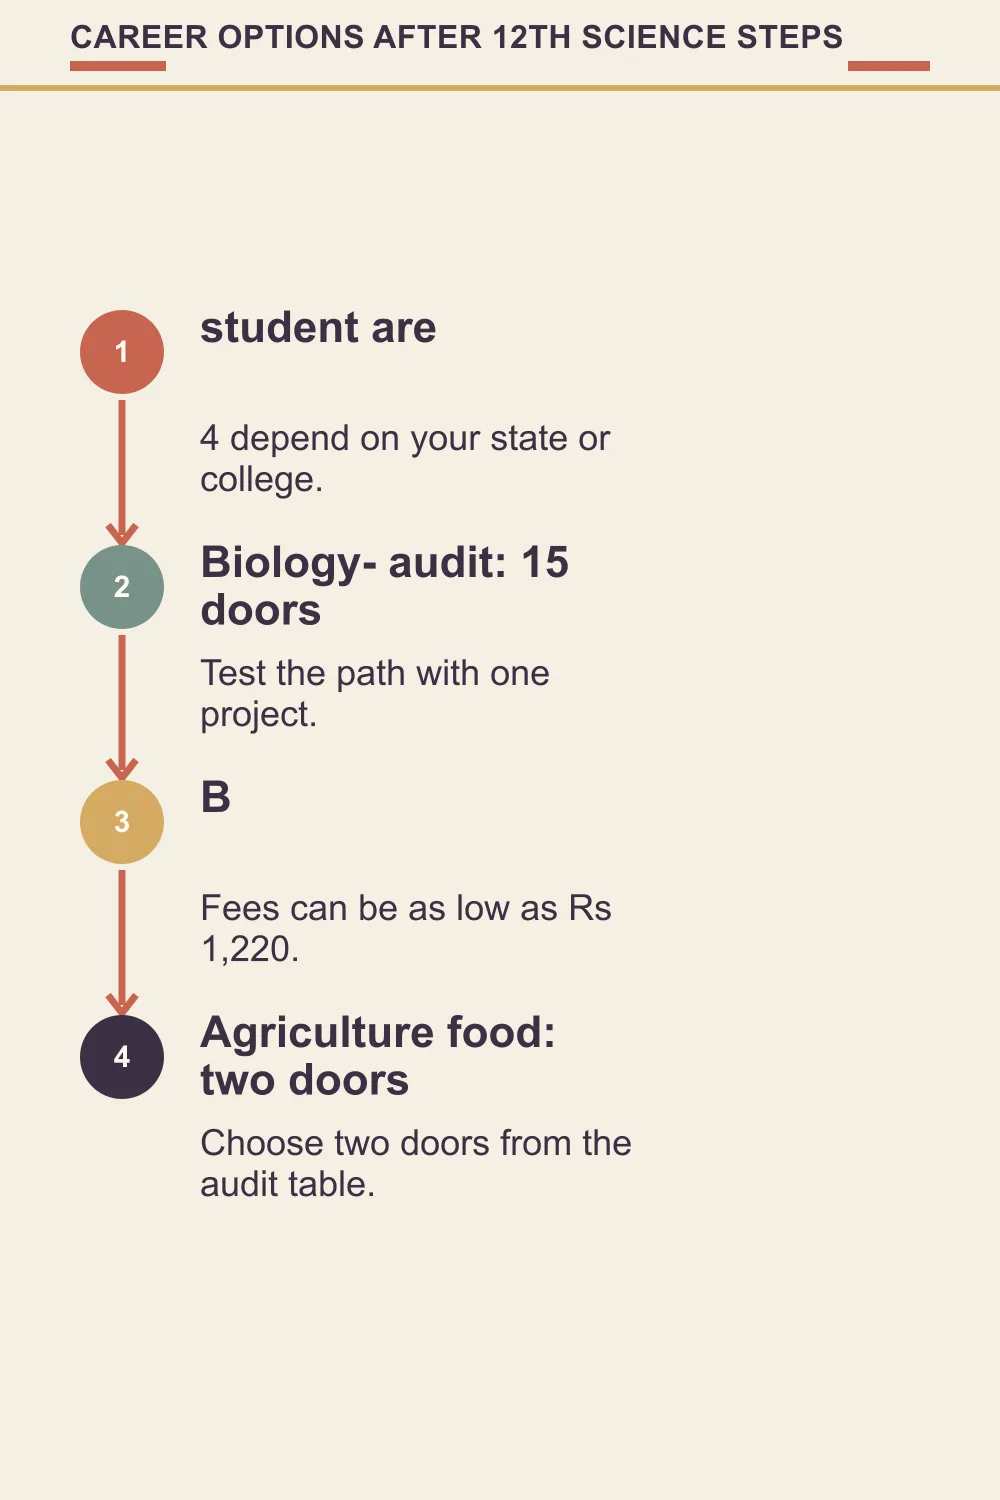 CAREER OPTIONS AFTER 12TH SCIENCE STEPS
1
student are
4 depend on your state or
college.
2
Biology- audit: 15
doors
Test the path with one
project.
3
B
Fees can be as low as Rs
1,220.
4
Agriculture food:
two doors
Choose two doors from the
audit table.